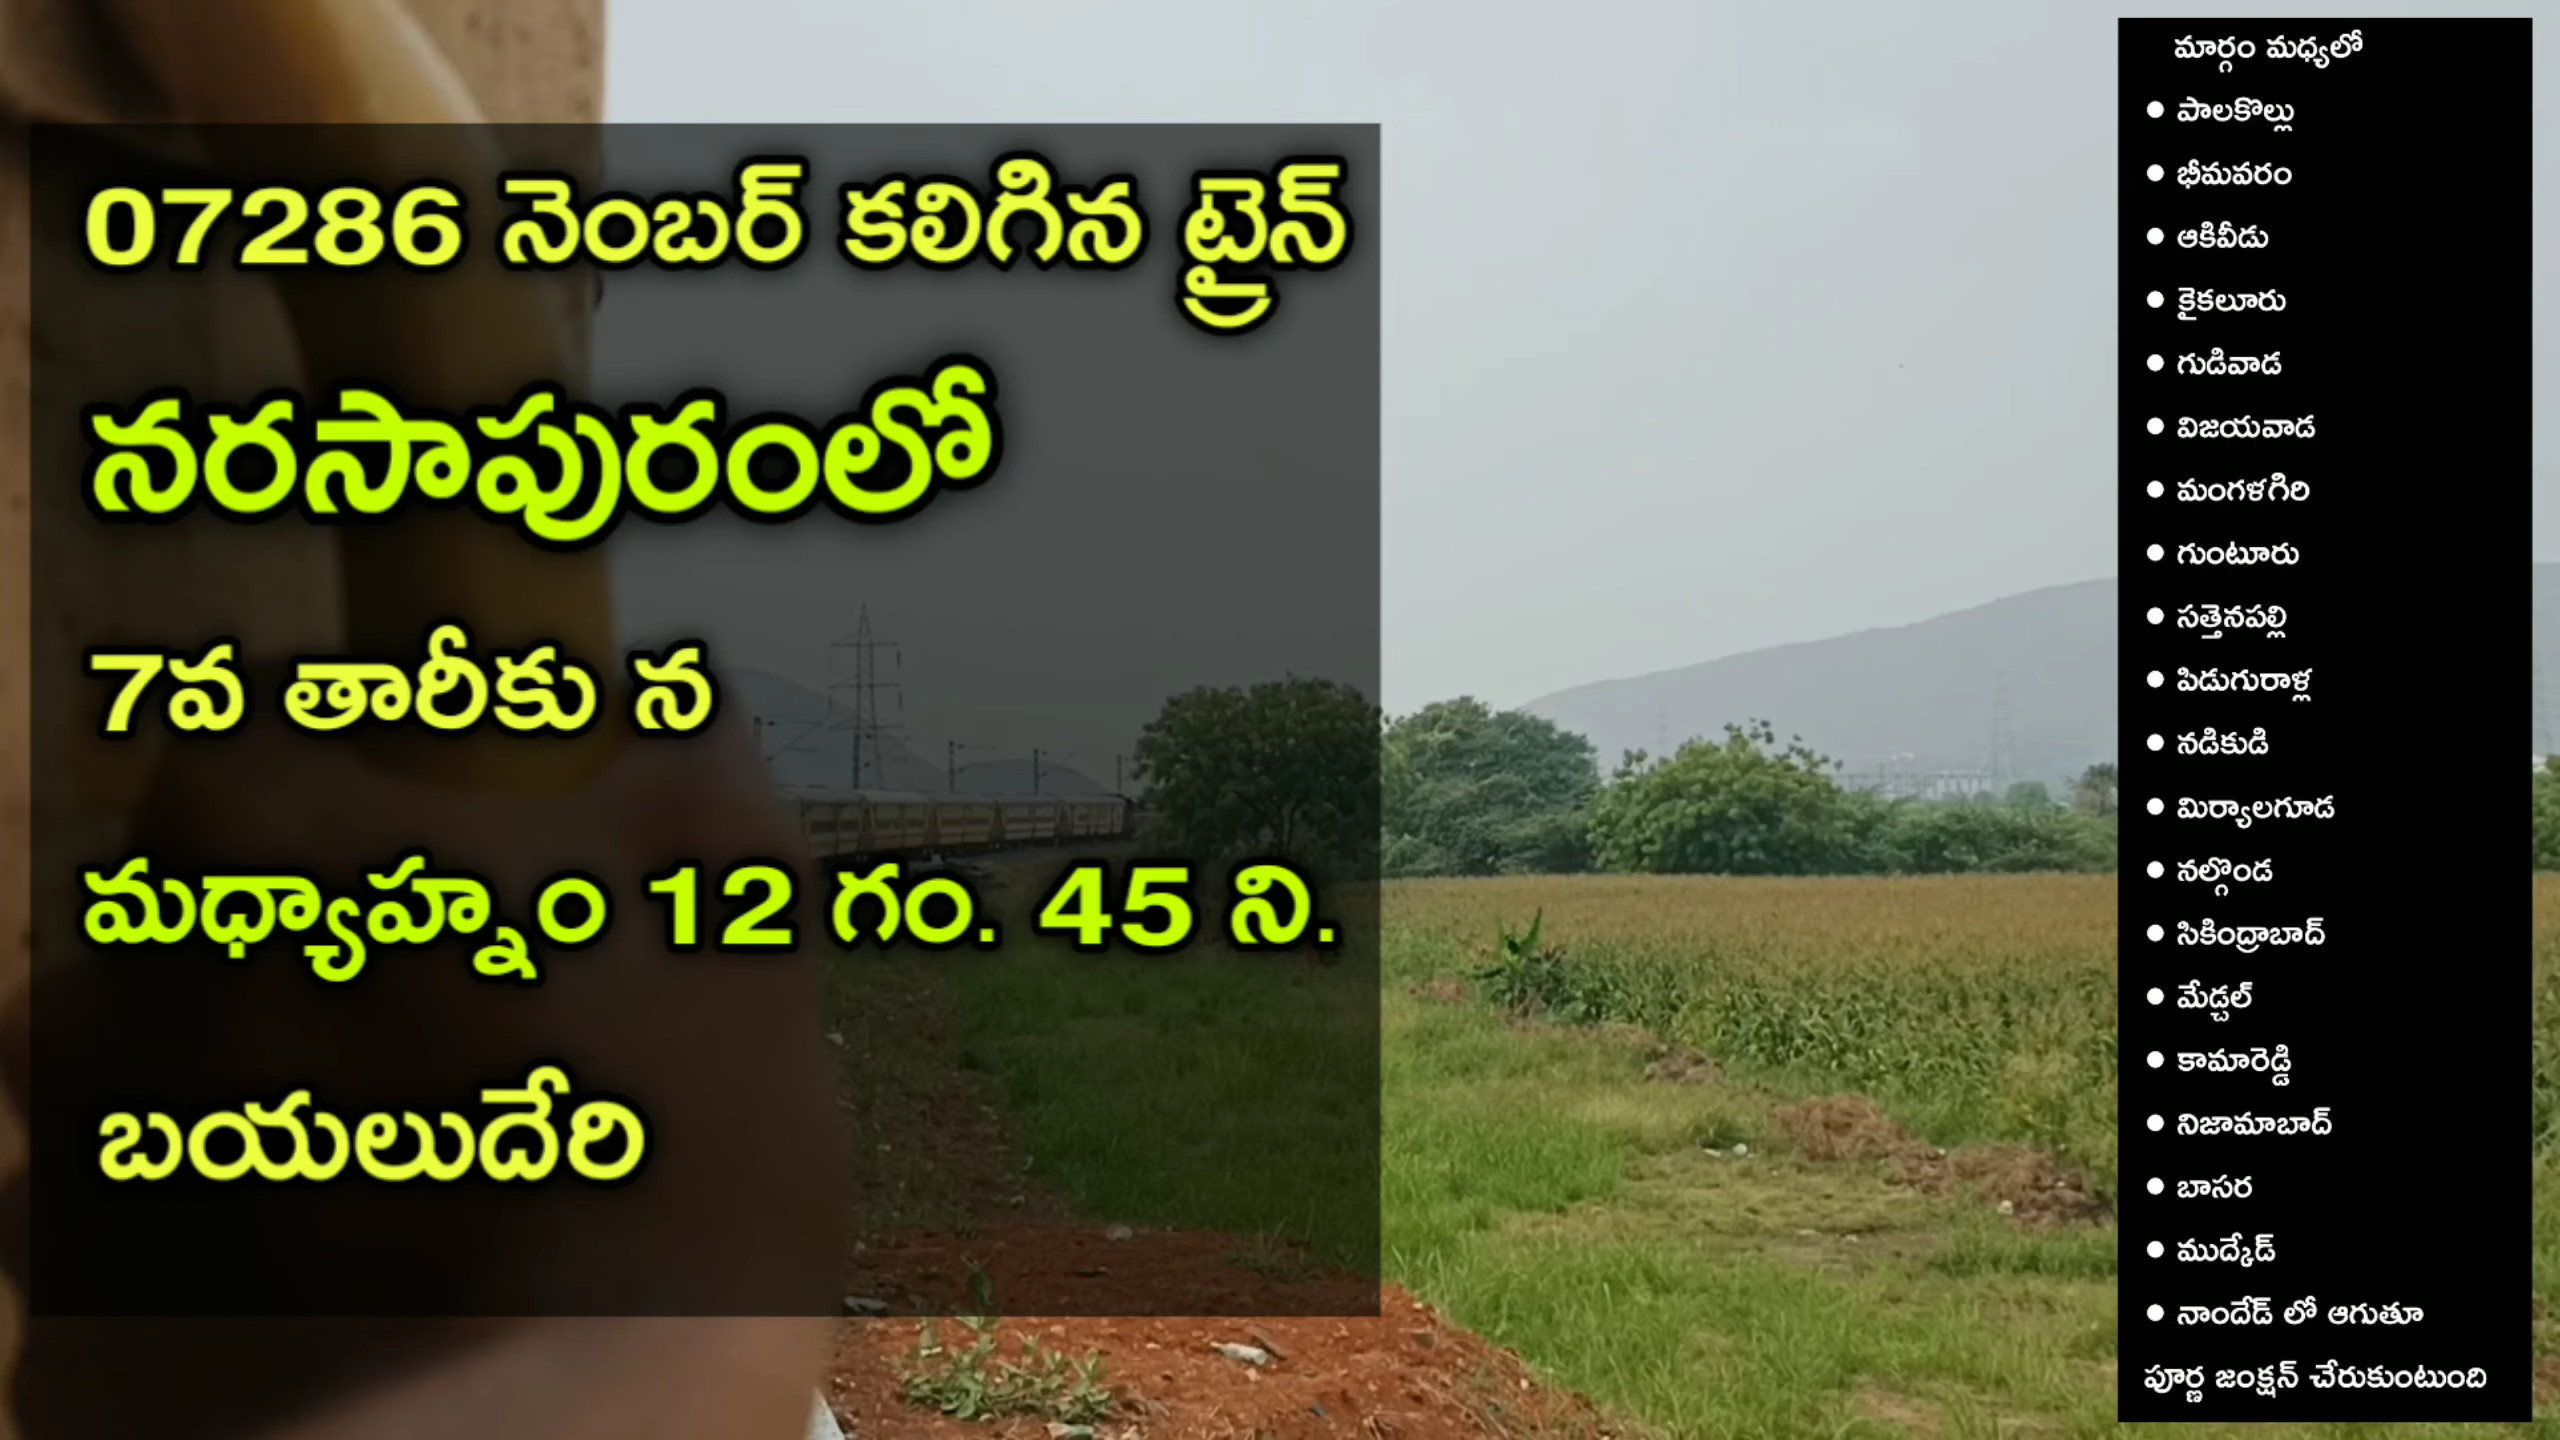 07286 నెంబర్ కలిగిన ట్రైన్
నరసాపురంలో
7వ తారీకు న
మధ్యాహ్నం 12 గం. 45 ని.
బయలుదేరి
మార్గం మధ్యలో
• పాలకొల్లు
• భీమవరం
• ఆకివీడు
• కైకలూరు
• గుడివాడ
• విజయవాడ
• మంగళగిరి
• గుంటూరు
• సత్తెనపల్లి
• పిడుగురాళ్ల
• నడికుడి
• మిర్యాలగూడ
• నల్గొండ
• సికింద్రాబాద్
• మేడ్చల్
• కామారెడ్డి
• నిజామాబాద్
• బాసర
• ముద్కేడ్
• నాందేడ్ లో ఆగుతూ
పూర్ణ జంక్షన్ చేరుకుంటుంది